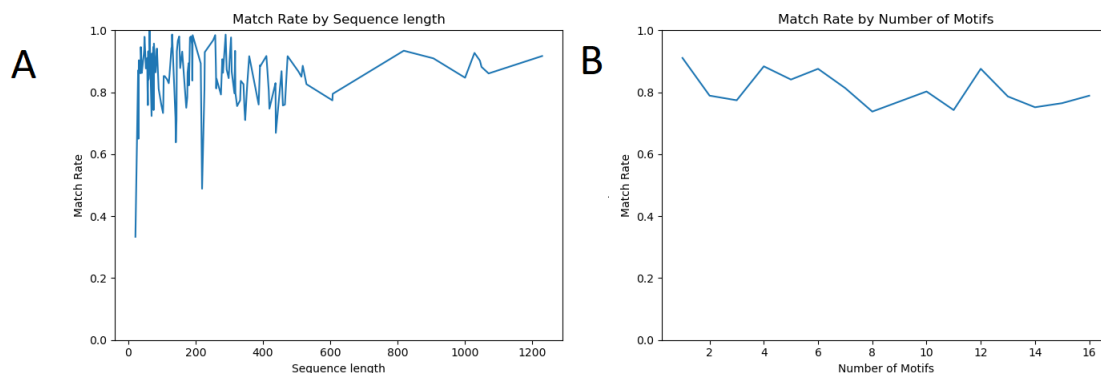 A
Match Rate by Sequence length
Match Rate
1.0
0.8
0.6
0.4
0.2
0.0
0 200 400 600 800 1000 1200
Sequence length
B
Match Rate by Number of Motifs
Match Rate
1.0
0.8
0.6
0.4
0.2
0.0
2 4 6 8 10 12 14 16
Number of Motifs